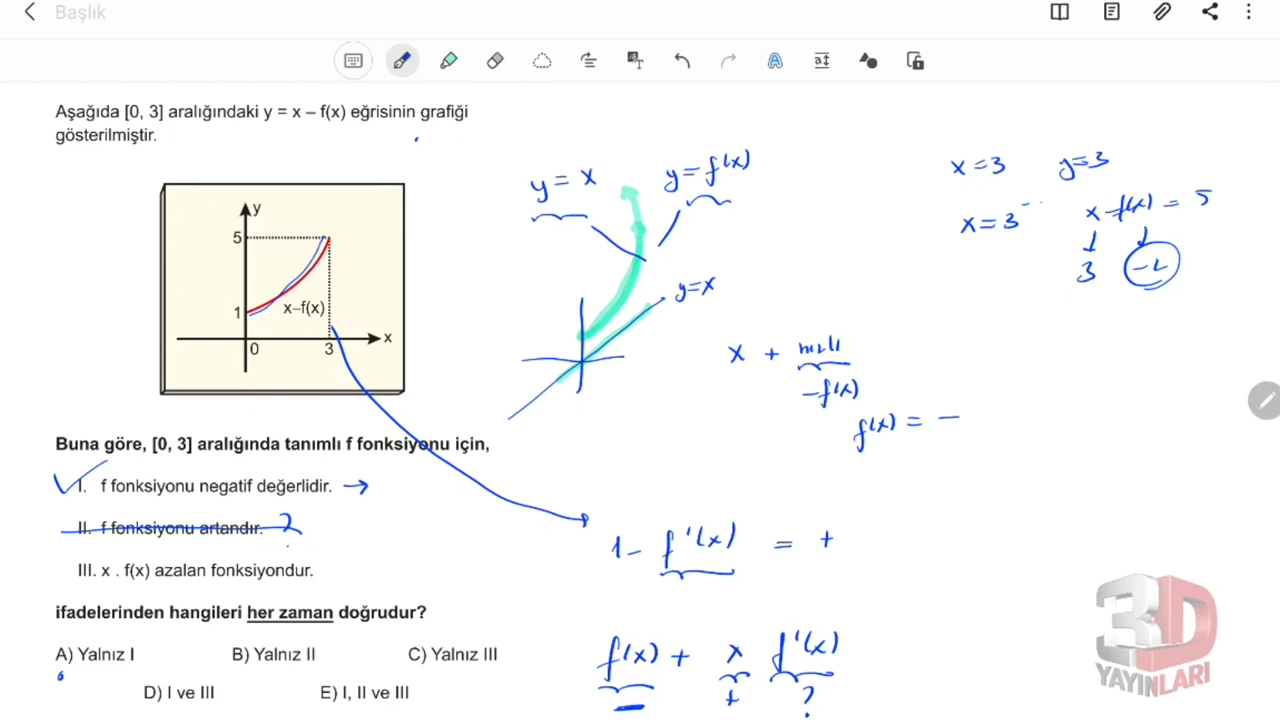 Başlık
Aşağıda [0, 3] aralığındaki y = x – f(x) eğrisinin grafiği
gösterilmiştir.
y
5
1
x–f(x)
0
3
x
y = x
y = f(x)
y=x
x = 3 y=3
x = 3⁻ x-f(x) = 5
3 -2
x +
-f(x)
f(x) = -
Buna göre, [0, 3] aralığında tanımlı f fonksiyonu için,
I. f fonksiyonu negatif değerlidir. →
II. f fonksiyonu artandır. ?
III. x . f(x) azalan fonksiyondur.
ifadelerinden hangileri her zaman doğrudur?
A) Yalnız I B) Yalnız II C) Yalnız III
D) I ve III E) I, II ve III
1 - f'(x) = +
f(x) + x f'(x)
- + ?
3D
YAYINLARI